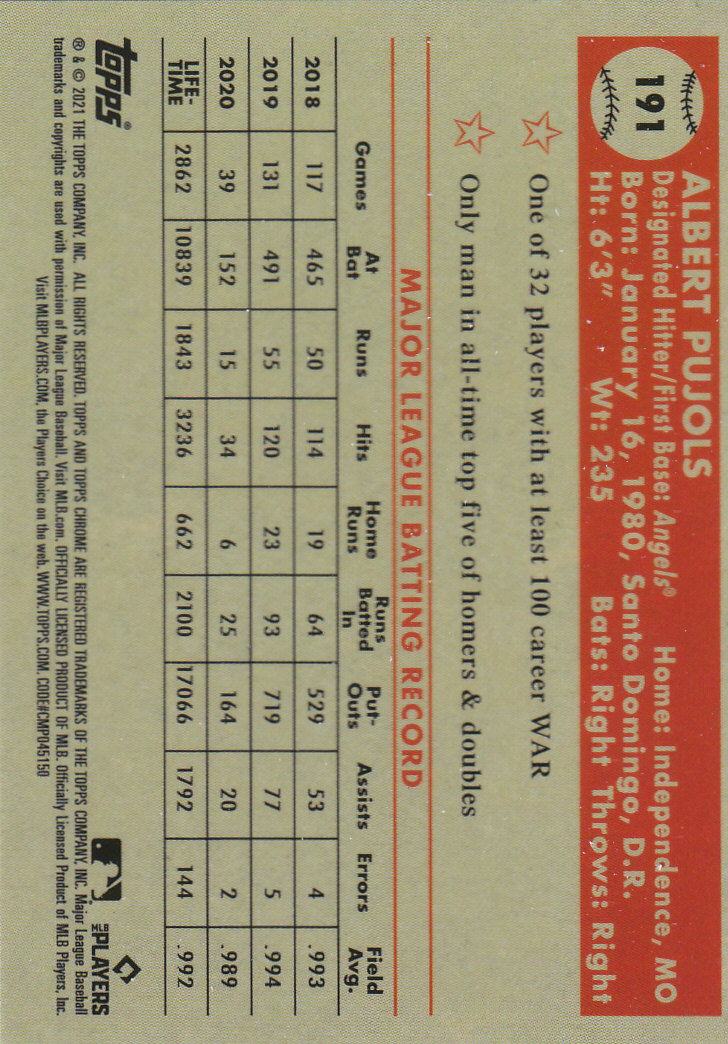 191
ALBERT PUJOLS
Designated Hitter/First Base: Angels® Home: Independence, MO
Born: January 16, 1980, Santo Domingo, D.R.
Ht: 6'3" Wt: 235 Bats: Right Throws: Right
One of 32 players with at least 100 career WAR
Only man in all-time top five of homers & doubles
MAJOR LEAGUE BATTING RECORD
Games At Bat Runs Hits Home Runs Runs Batted In Put-Outs Assists Errors Field Avg.
2018 117 465 50 114 19 64 529 53 4 .993
2019 131 491 55 120 23 93 719 77 5 .994
2020 39 152 15 34 6 25 164 20 2 .989
LIFE-TIME 2862 10839 1843 3236 662 2100 17066 1792 144 .992
topps®
MLB PLAYERS
® & © 2021 THE TOPPS COMPANY, INC. ALL RIGHTS RESERVED. TOPPS AND TOPPS CHROME ARE REGISTERED TRADEMARKS OF THE TOPPS COMPANY, INC. Major League Baseball
trademarks and copyrights are used with permission of Major League Baseball. Visit MLB.com. OFFICIALLY LICENSED PRODUCT OF MLB. Officially Licensed Product of MLB Players, Inc.
Visit MLBPLAYERS.COM, the Players Choice on the web. WWW.TOPPS.COM. CODE#CMPD45150